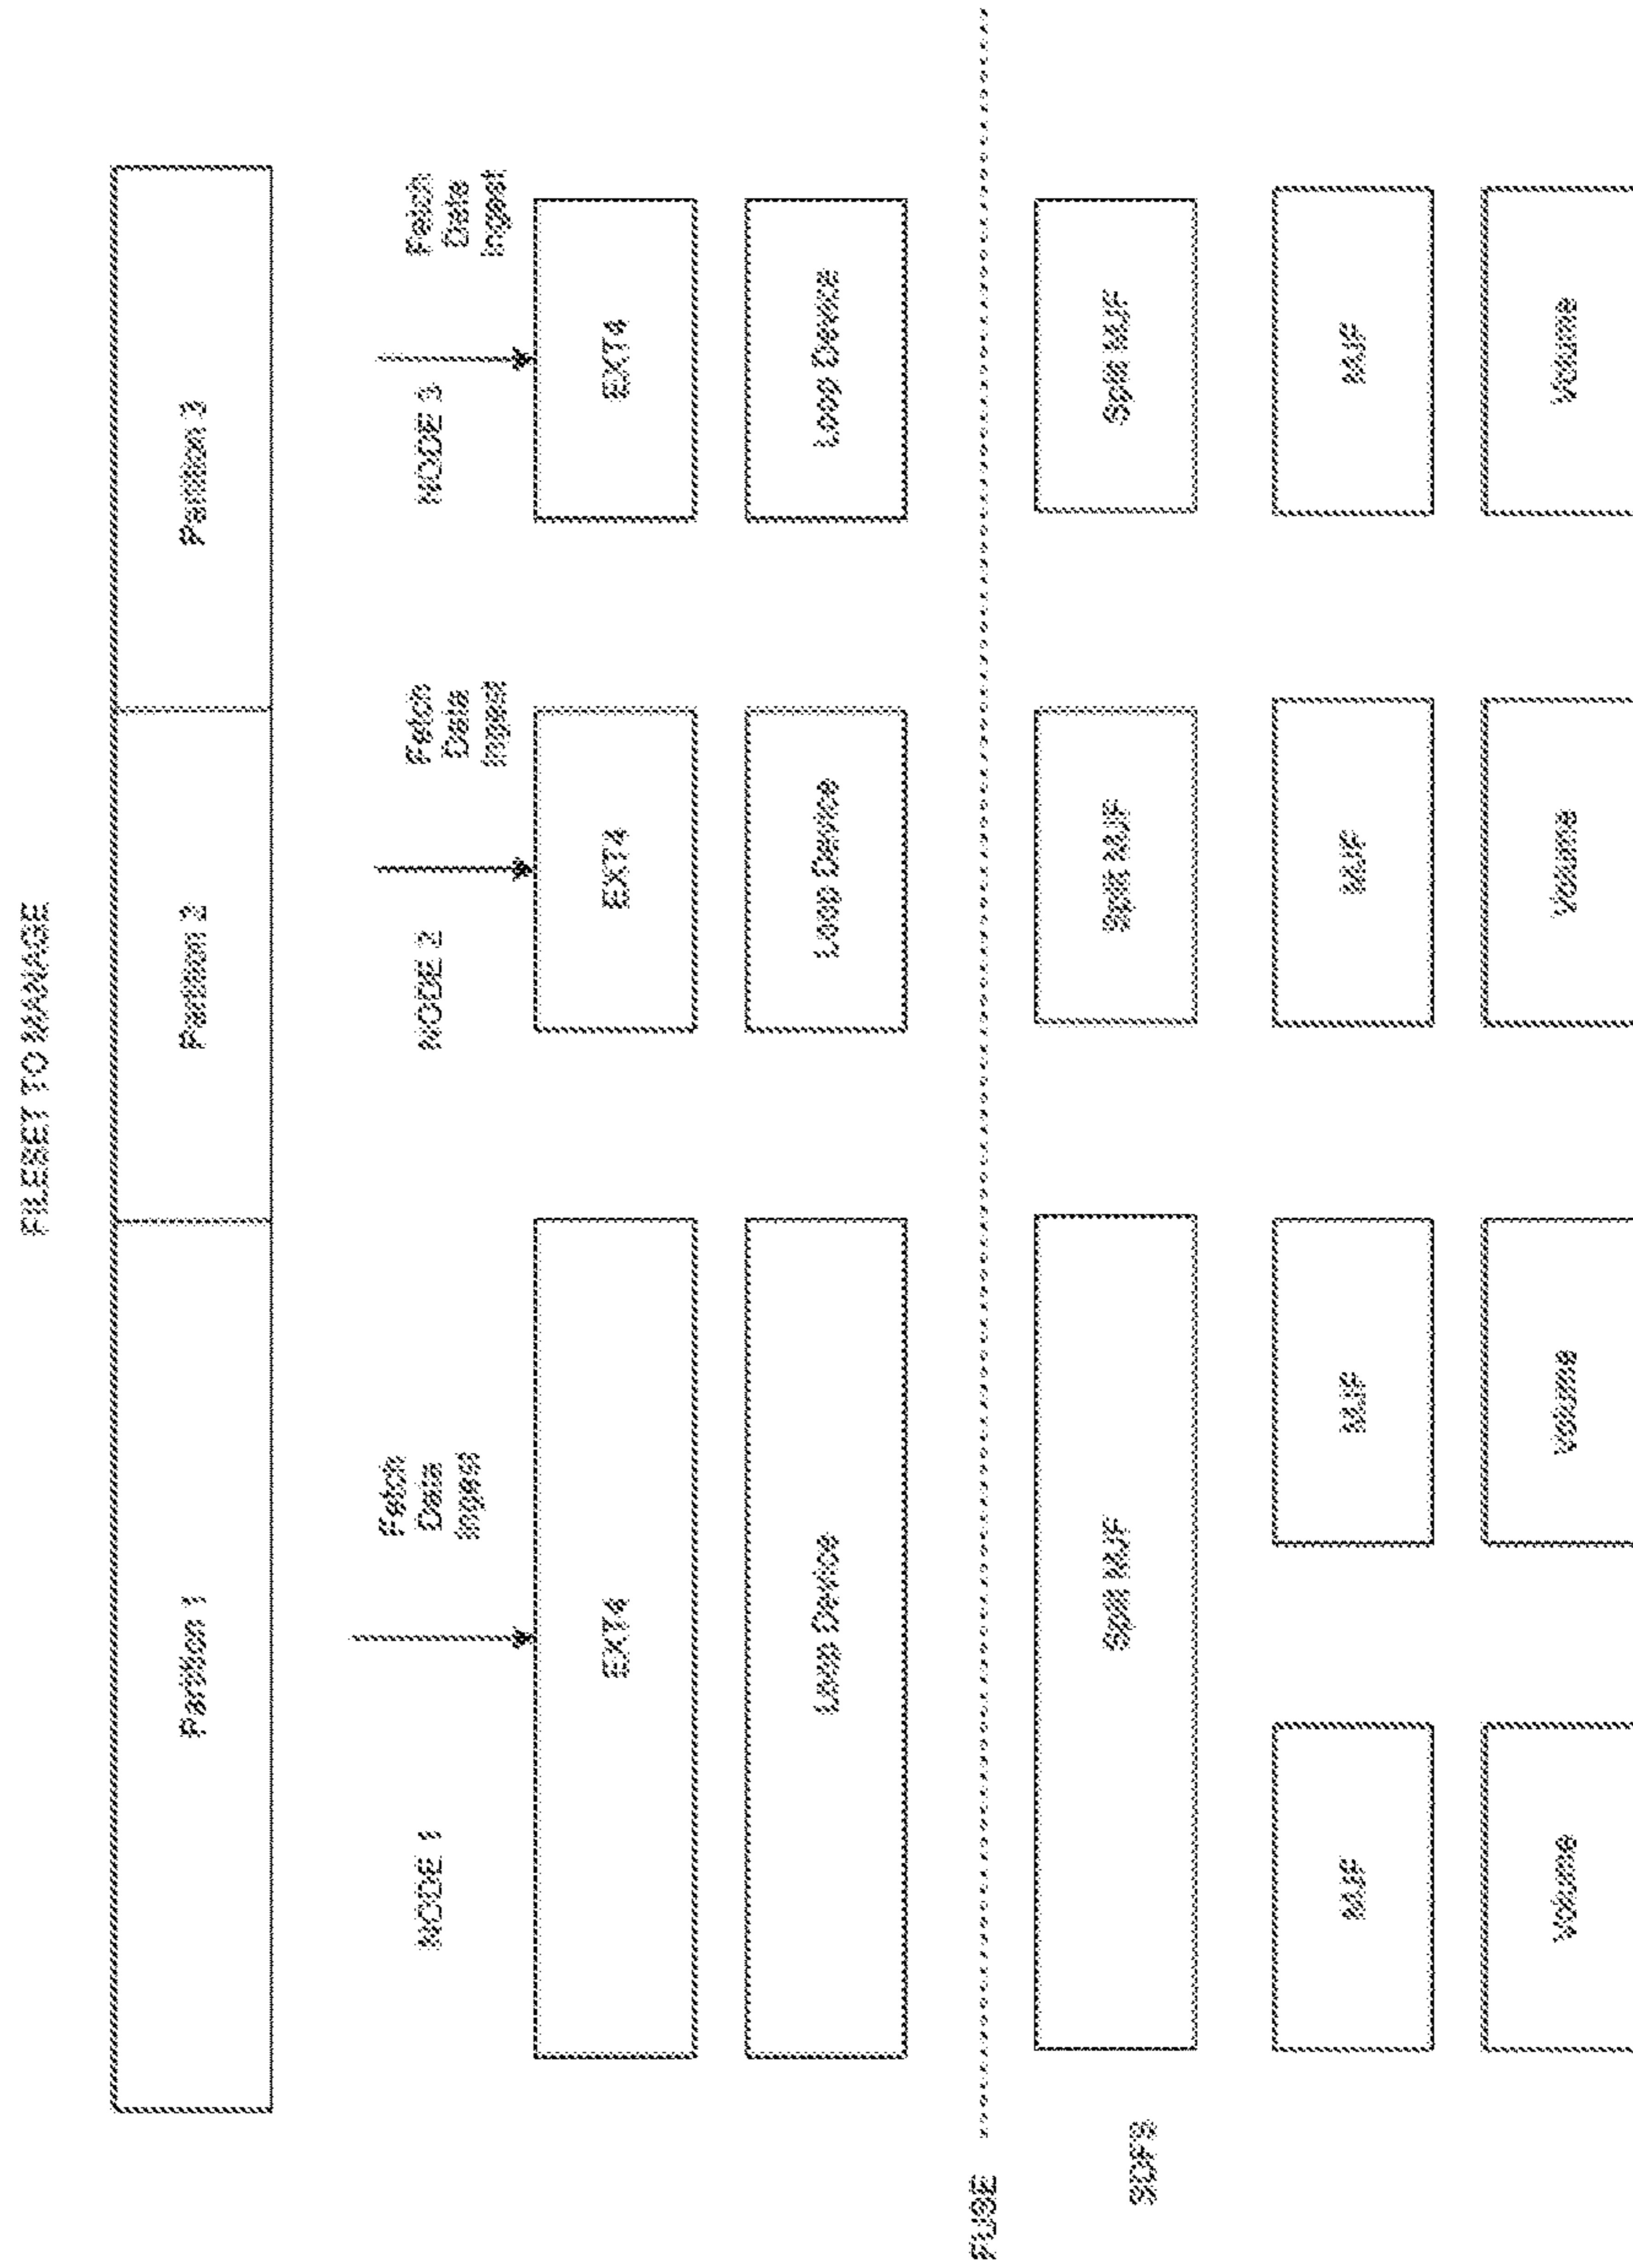 FILESET TO MANAGE
Partition 1
Partition 2
Partition 3
NODE 1
Fetch
Data
Ingest
NODE 2
Fetch
Data
Ingest
NODE 3
Fetch
Date
Ingest
EXT4
EXT4
EXT4
Loop Device
Loop Device
Loop Device
FUSE
SDFS
Split MJF
Split MJF
Split MJF
MJF
MJF
MJF
MJF
Volume
Volume
Volume
Volume